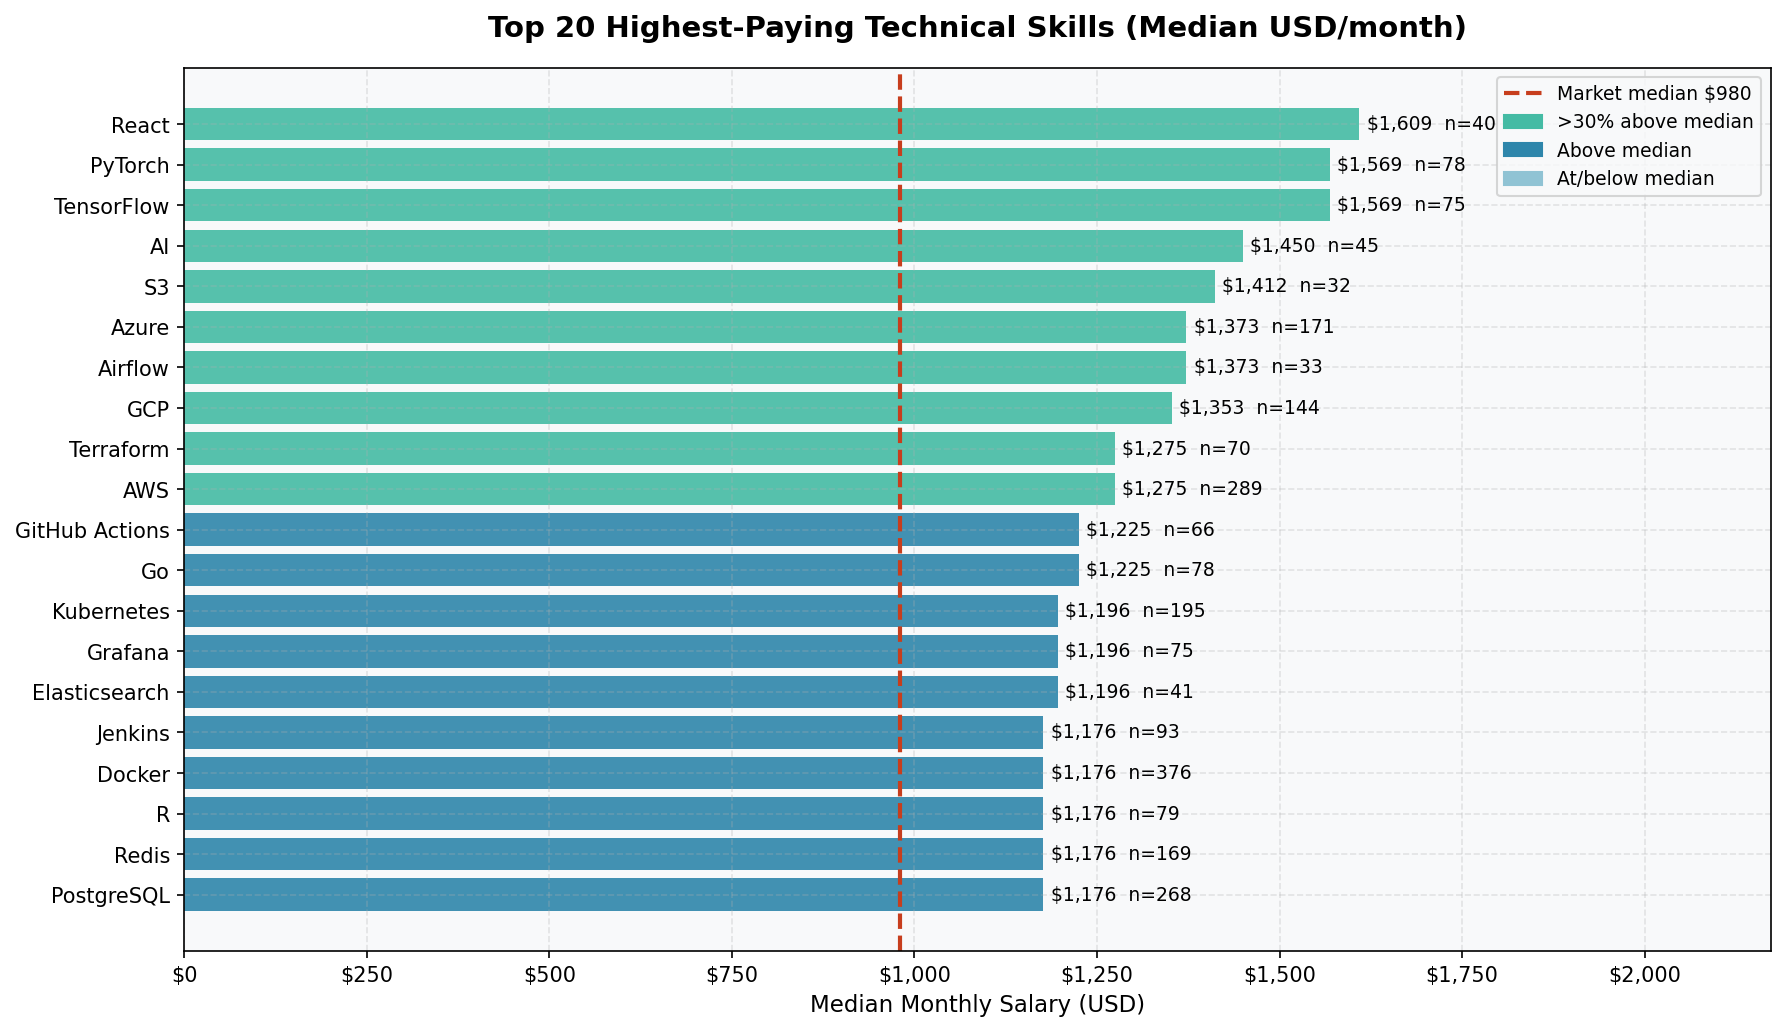 Top 20 Highest-Paying Technical Skills (Median USD/month)
Market median $980
>30% above median
Above median
At/below median
React $1,609 n=40
PyTorch $1,569 n=78
TensorFlow $1,569 n=75
AI $1,450 n=45
S3 $1,412 n=32
Azure $1,373 n=171
Airflow $1,373 n=33
GCP $1,353 n=144
Terraform $1,275 n=70
AWS $1,275 n=289
GitHub Actions $1,225 n=66
Go $1,225 n=78
Kubernetes $1,196 n=195
Grafana $1,196 n=75
Elasticsearch $1,196 n=41
Jenkins $1,176 n=93
Docker $1,176 n=376
R $1,176 n=79
Redis $1,176 n=169
PostgreSQL $1,176 n=268
$0 $250 $500 $750 $1,000 $1,250 $1,500 $1,750 $2,000
Median Monthly Salary (USD)